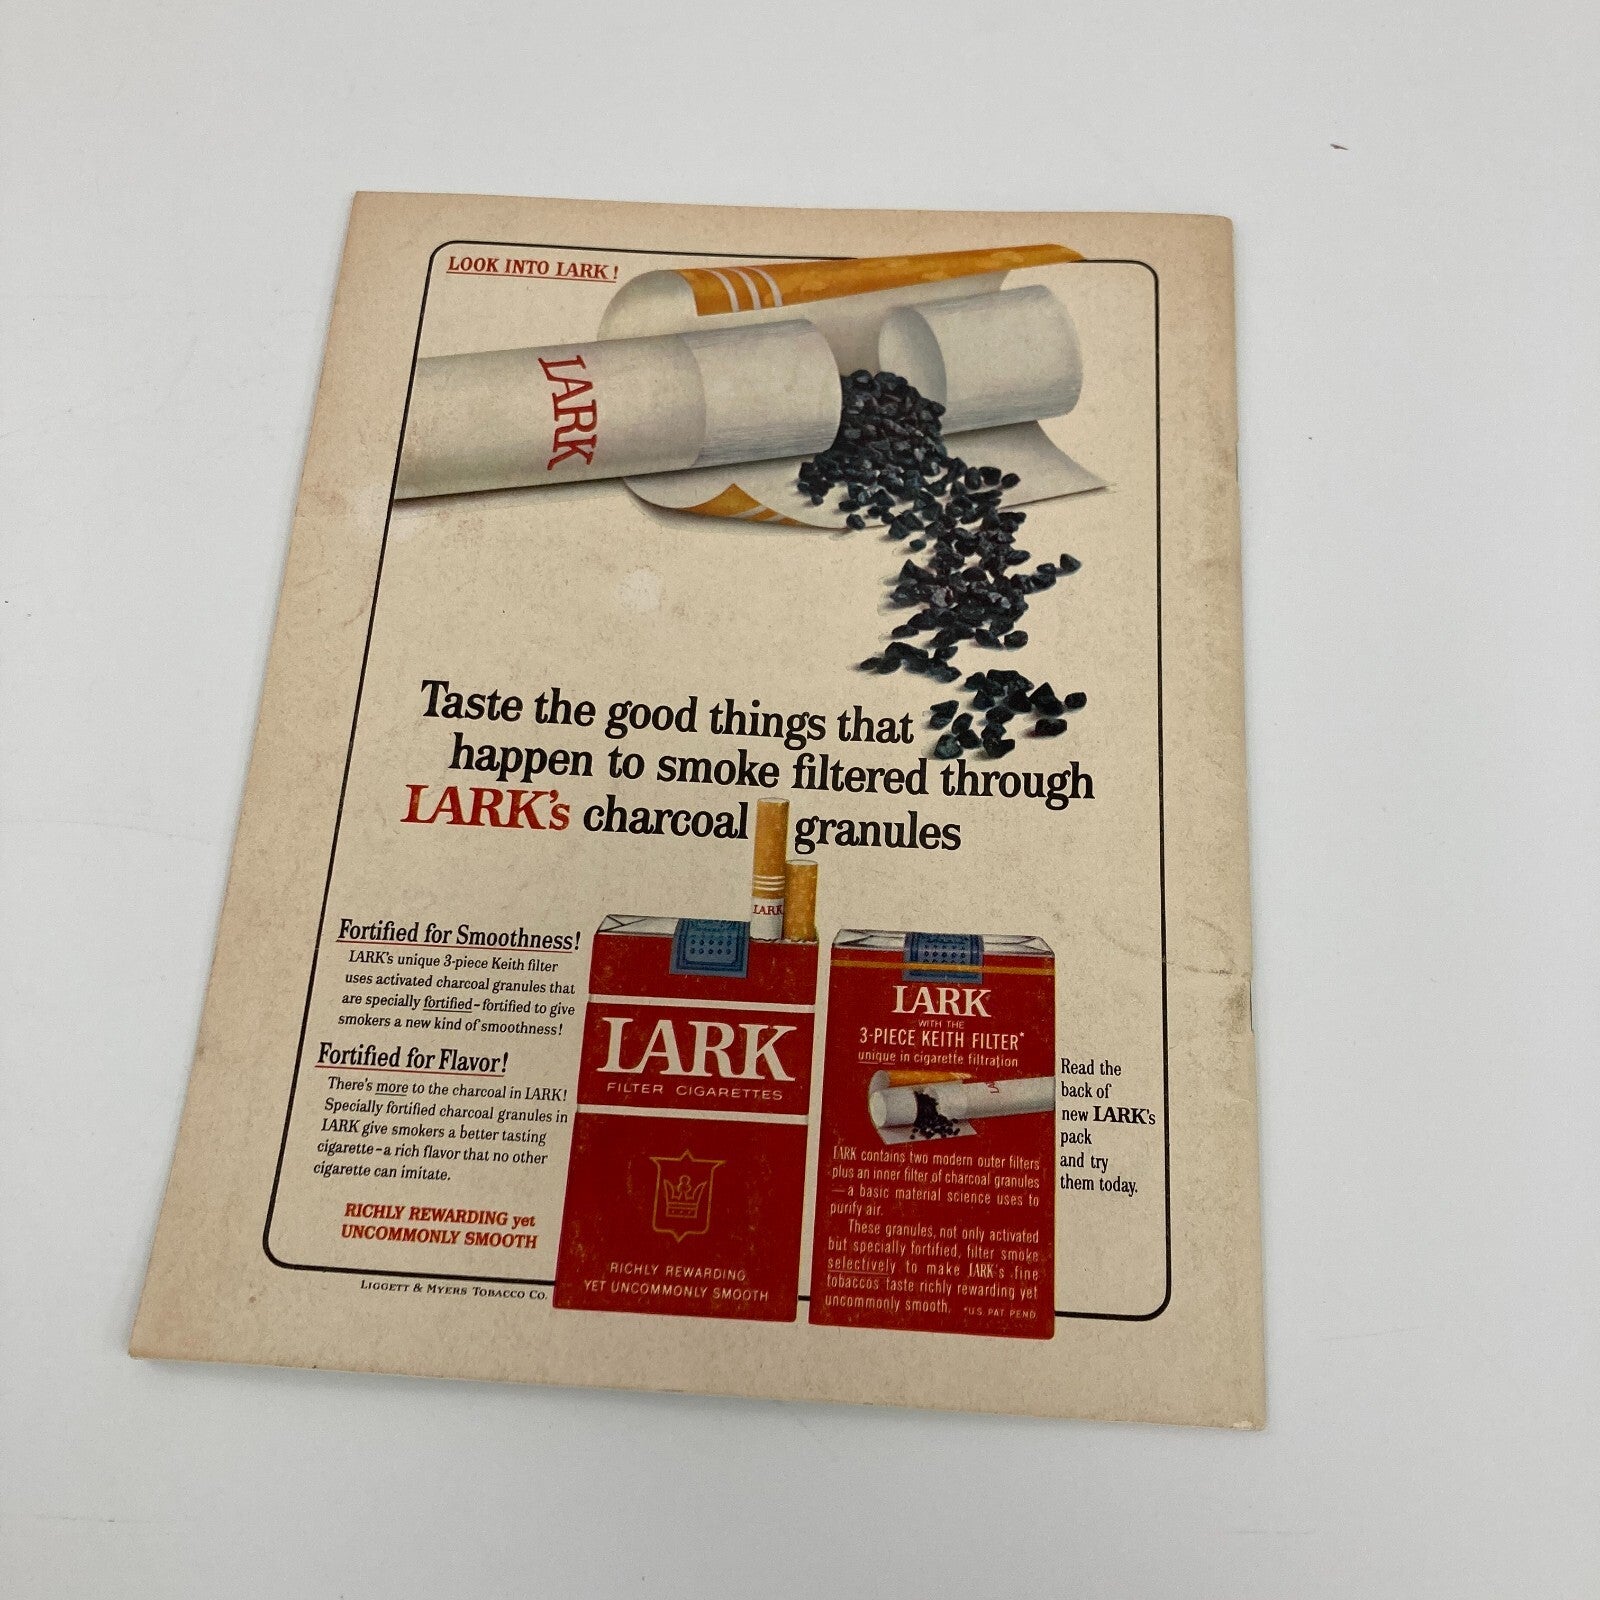 LOOK INTO LARK!
LARK
Taste the good things that
happen to smoke filtered through
LARK's charcoal granules
LARK
Fortified for Smoothness!
LARK's unique 3-piece Keith filter
uses activated charcoal granules that
are specially fortified-fortified to give
smokers a new kind of smoothness!
Fortified for Flavor!
There's more to the charcoal in LARK!
Specially fortified charcoal granules in
LARK give smokers a better tasting
cigarette-a rich flavor that no other
cigarette can imitate.
RICHLY REWARDING yet
UNCOMMONLY SMOOTH
LIGGETT & MYERS TOBACCO CO.
LARK
FILTER CIGARETTES
RICHLY REWARDING
YET UNCOMMONLY SMOOTH
LARK
WITH THE
3-PIECE KEITH FILTER*
unique in cigarette filtration
LARK contains two modern outer filters
plus an inner filter of charcoal granules
—a basic material science uses to
purify air.
These granules, not only activated
but specially fortified, filter smoke
selectively to make LARK's fine
tobaccos taste richly rewarding yet
uncommonly smooth. *U.S. PAT. PEND.
Read the
back of
new LARK's
pack
and try
them today.